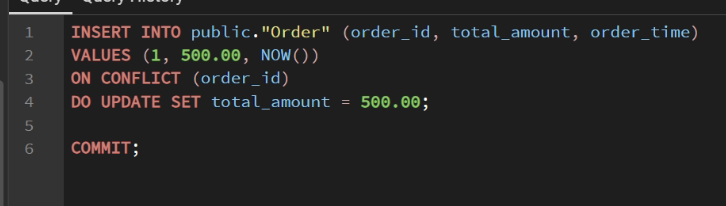 Query Query History
1 INSERT INTO public."Order" (order_id, total_amount, order_time)
2 VALUES (1, 500.00, NOW())
3 ON CONFLICT (order_id)
4 DO UPDATE SET total_amount = 500.00;
5
6 COMMIT;